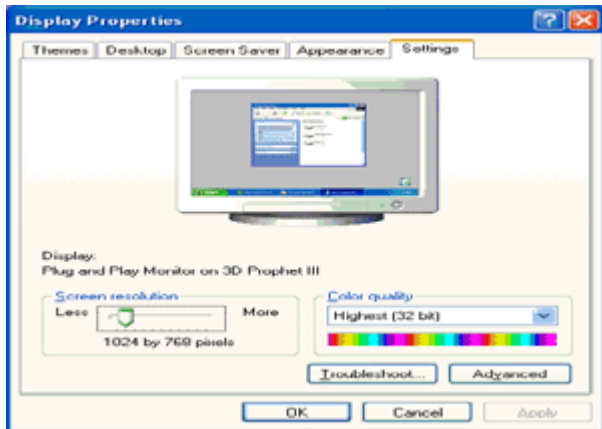 Display Properties
Themes Desktop Screen Saver Appearance Settings
Display:
Plug and Play Monitor on 3D Prophet III
Screen resolution
Less More
1024 by 768 pixels
Color quality
Highest (32 bit)
Troubleshoot... Advanced
OK Cancel Apply